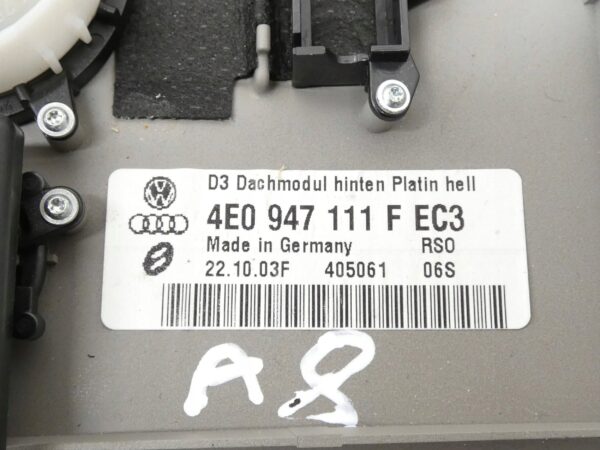 D3 Dachmodul hinten Platin hell
4E0 947 111 F EC3
Made in Germany RSO
22.10.03F 405061 06S
A8